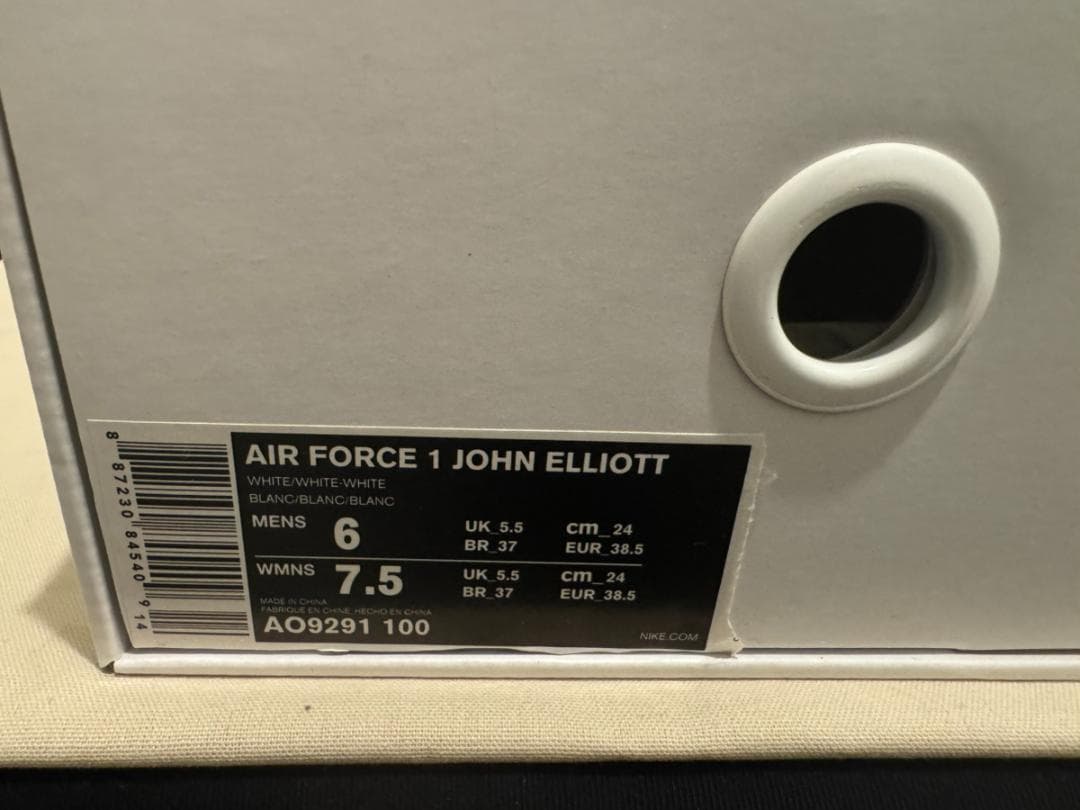 AIR FORCE 1 JOHN ELLIOTT
WHITE/WHITE-WHITE
BLANC/BLANC/BLANC
MENS 6 UK_5.5 cm_24
BR_37 EUR_38.5
WMNS 7.5 UK_5.5 cm_24
BR_37 EUR_38.5
MADE IN CHINA
FABRIQUE EN CHINE HECHO EN CHINA
AO9291 100
NIKE.COM
8 87230 84540 9 14